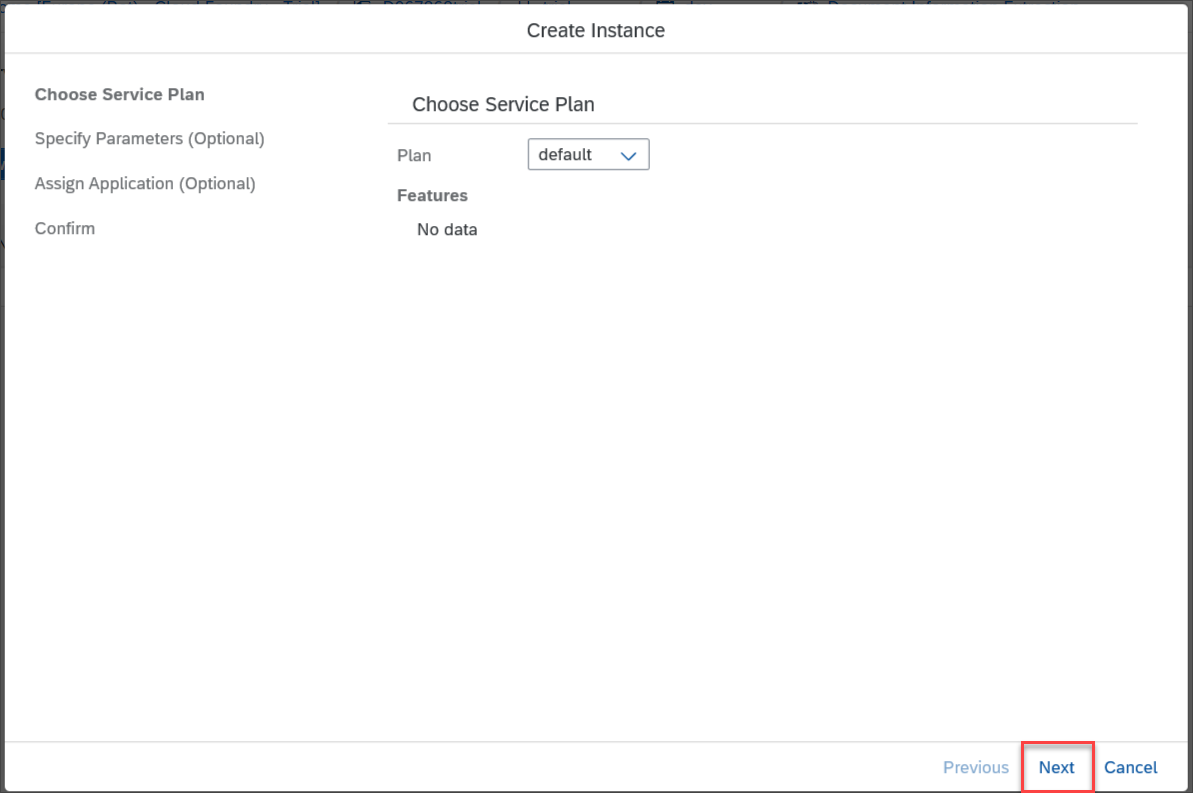 Create Instance
Choose Service Plan
Specify Parameters (Optional)
Assign Application (Optional)
Confirm
Choose Service Plan
Plan default
Features
No data
Previous Next Cancel